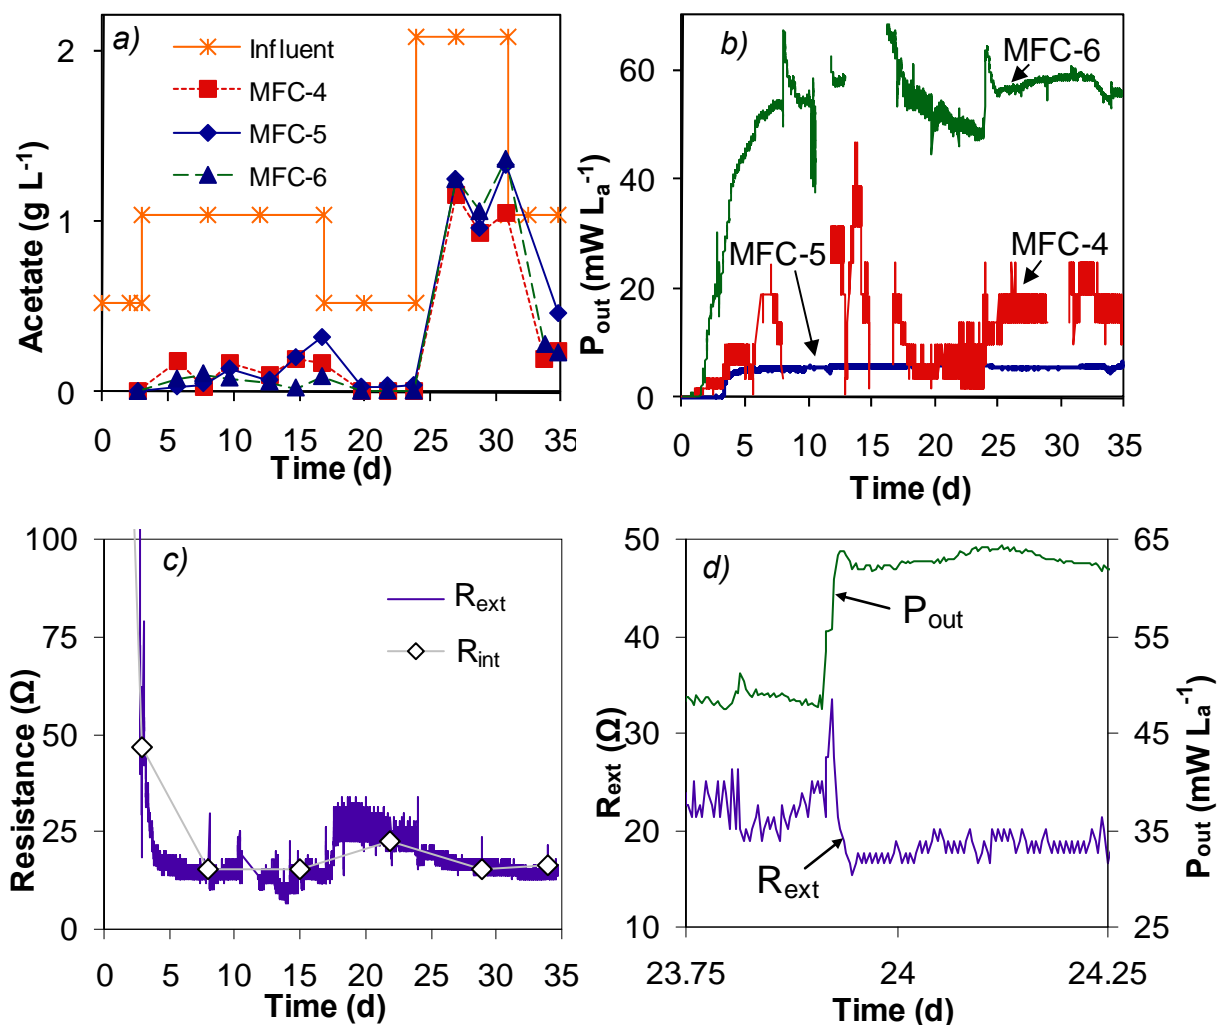 a)
Influent
MFC-4
MFC-5
MFC-6
Acetate (g L-1)
2
1
0
0 5 10 15 20 25 30 35
Time (d)
b)
MFC-6
MFC-5
MFC-4
Pout (mW La-1)
60
40
20
0
0 5 10 15 20 25 30 35
Time (d)
c)
Rext
Rint
Resistance (Ω)
100
75
50
25
0
0 5 10 15 20 25 30 35
Time (d)
d)
Pout
Rext
Rext (Ω)
50
40
30
20
10
65
55
45
35
25
Pout (mW La-1)
23.75 24 24.25
Time (d)